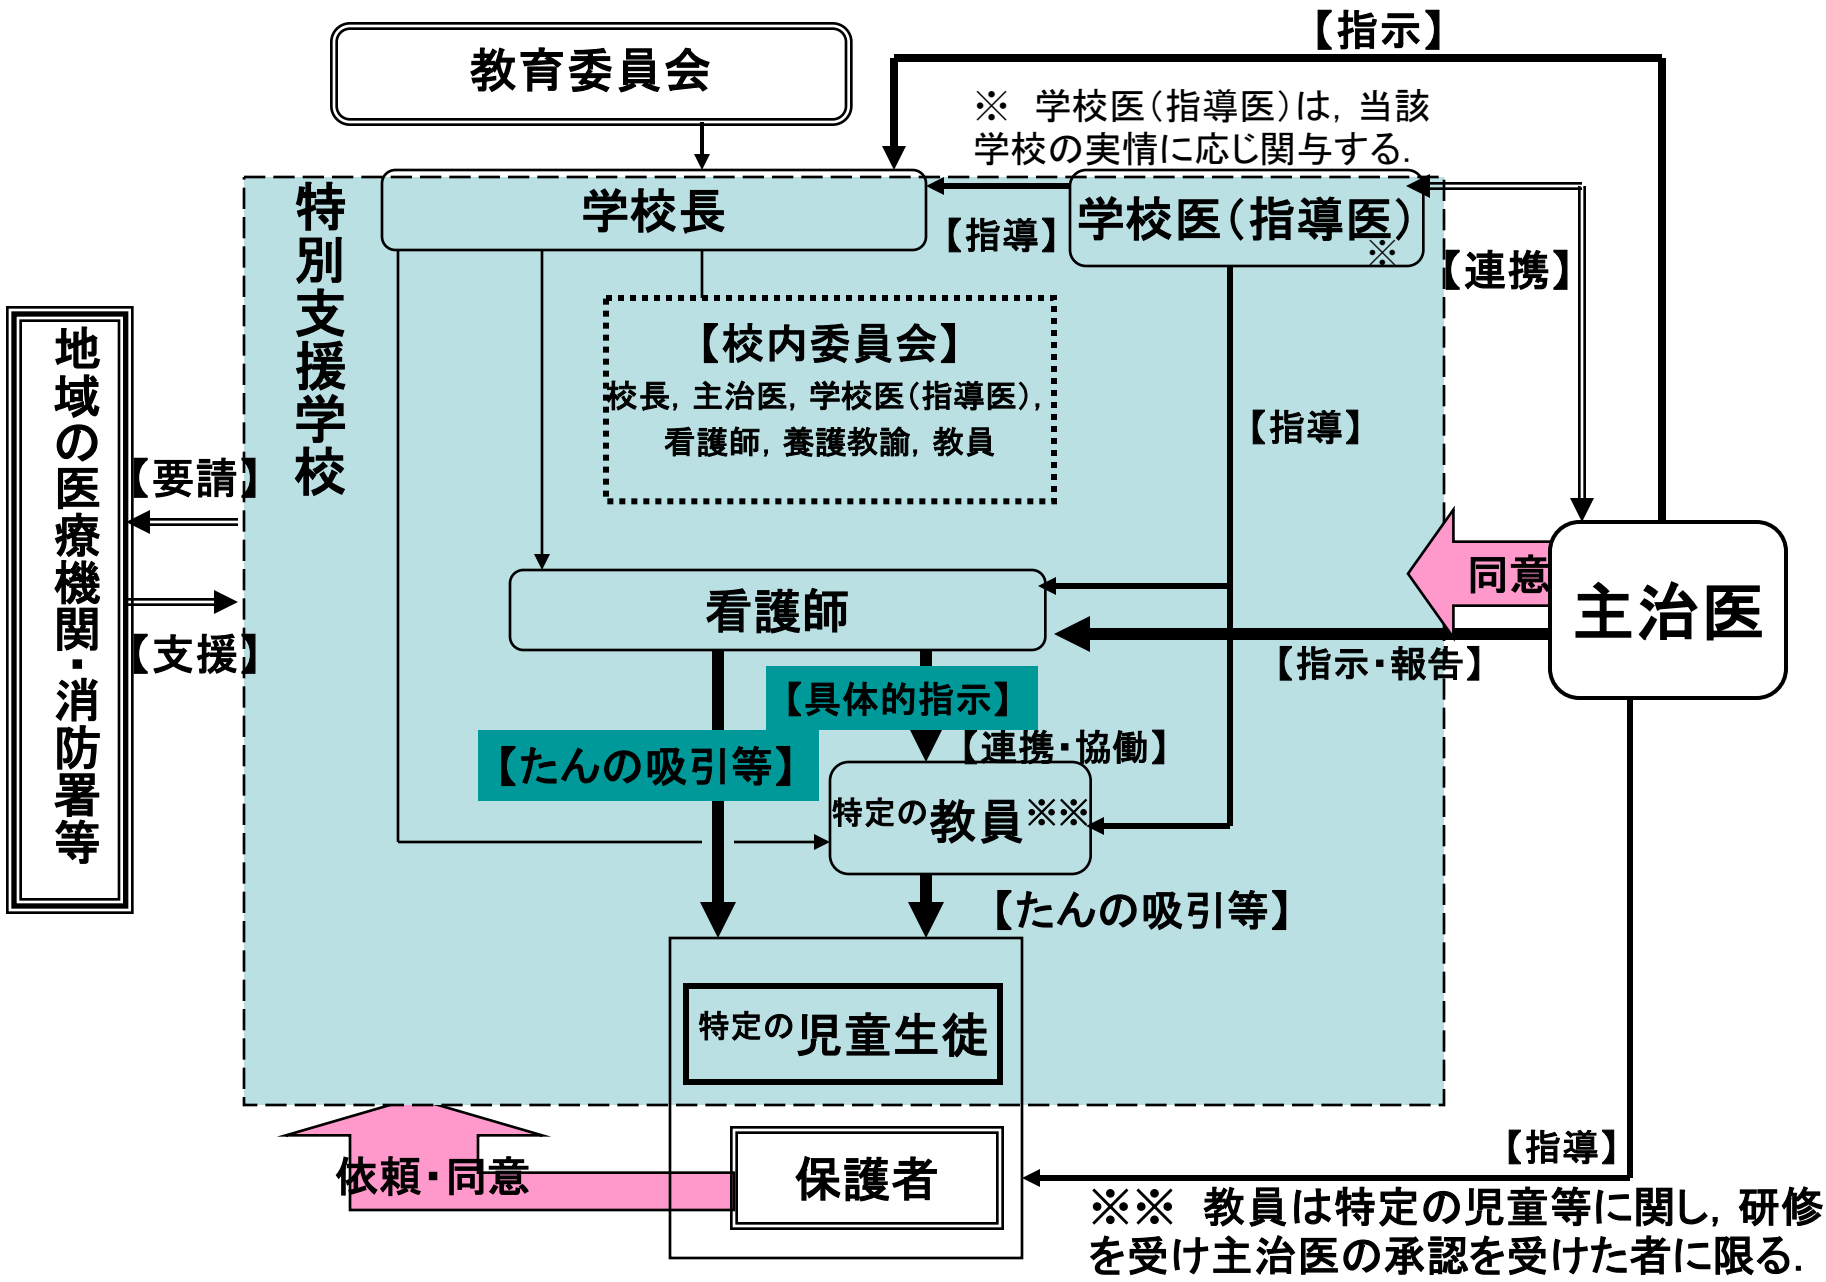 教育委員会
【指示】
※　学校医（指導医）は，当該
学校の実情に応じ関与する．
特別支援学校
学校長
【指導】
学校医（指導医）
※
【連携】
地域の医療機関・消防署等
【要請】
【支援】
【校内委員会】
校長，主治医，学校医（指導医），
看護師，養護教諭，教員
【指導】
同意
主治医
看護師
【指示・報告】
【具体的指示】
【連携・協働】
【たんの吸引等】
特定の教員※※
【たんの吸引等】
特定の児童生徒
依頼・同意
保護者
【指導】
※※　教員は特定の児童等に関し，研修
を受け主治医の承認を受けた者に限る．